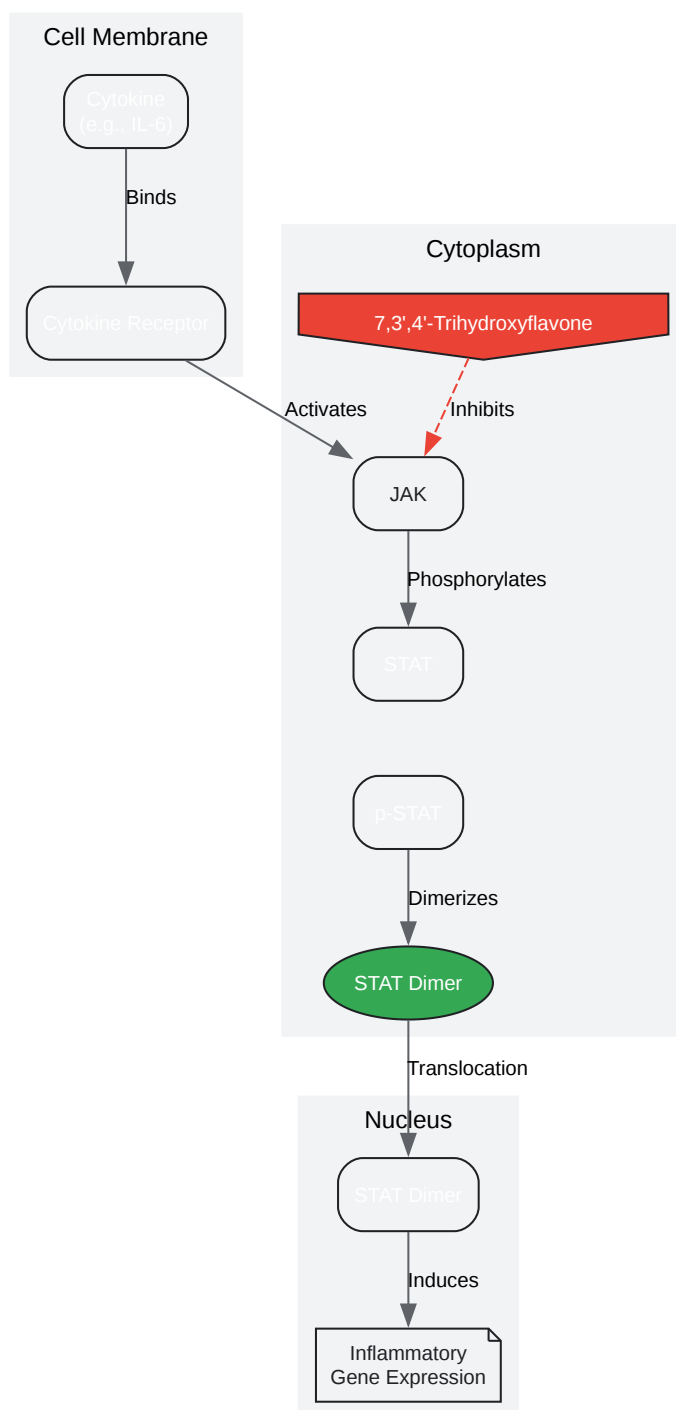 Cell Membrane
Cytokine
(e.g., IL-6)
Binds
Cytokine Receptor
Cytoplasm
7,3',4'-Trihydroxyflavone
Activates
Inhibits
JAK
Phosphorylates
STAT
p-STAT
Dimerizes
STAT Dimer
Translocation
Nucleus
STAT Dimer
Induces
Inflammatory
Gene Expression